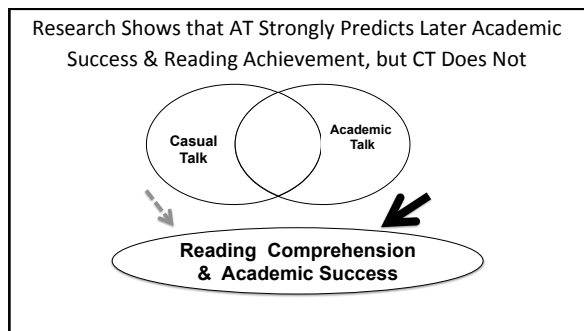 Research Shows that AT Strongly Predicts Later Academic
Success & Reading Achievement, but CT Does Not
Casual
Talk
Academic
Talk
Reading Comprehension
& Academic Success